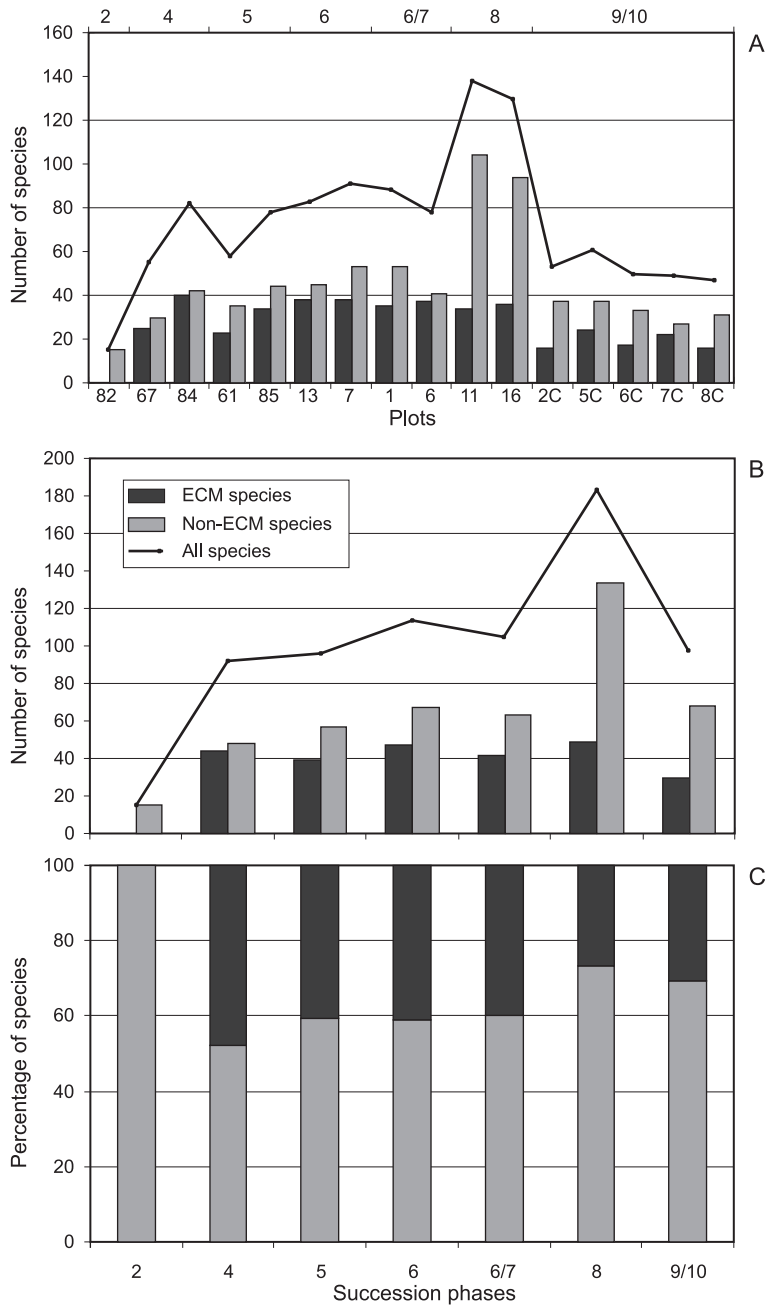 2 4 5 6 6/7 8 9/10
A
160
140
120
100
80
60
40
20
0
Number of species
82 67 84 61 85 13 7 1 6 11 16 2C 5C 6C 7C 8C
Plots
B
200
180
160
140
120
100
80
60
40
20
0
Number of species
ECM species
Non-ECM species
All species
C
100
80
60
40
20
0
Percentage of species
2 4 5 6 6/7 8 9/10
Succession phases